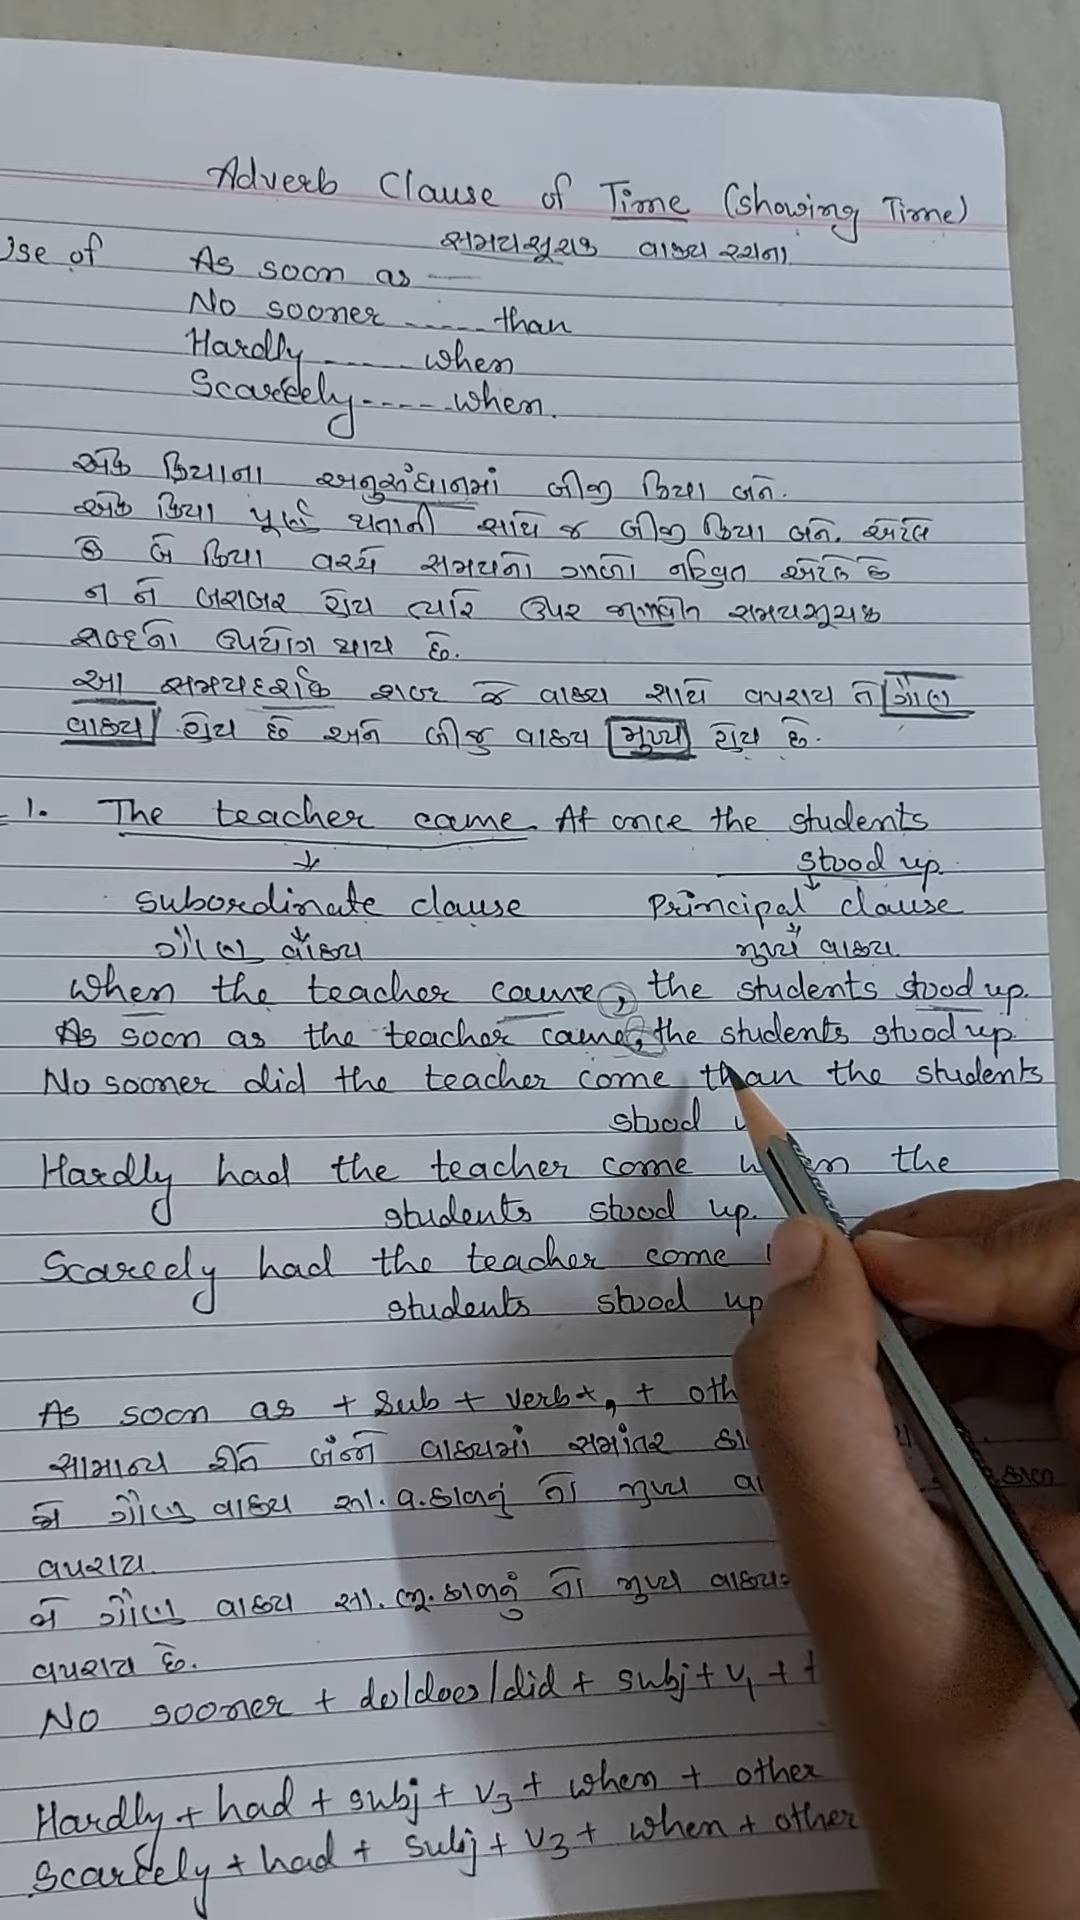 Adverb Clause of Time (showing Time)
સમયસૂચક વાક્ય રચના.
Use of As soon as —
No sooner ----- than
Hardly ----- when
Scarcely ----- when.
એક ક્રિયાના અનુસંધાનમાં બીજી ક્રિયા બને.
એક ક્રિયા પૂર્ણ થવાની સાથે જ બીજી ક્રિયા બને. એટલે
કે બે ક્રિયા વચ્ચે સમયનો ગાળો નહિવત એટલે કે
ન ને બરાબર હોય ત્યારે ઉપર જણાવેલ સમયસૂચક
શબ્દનો ઉપયોગ થાય છે.
આ સમયદર્શક શબ્દ જે વાક્ય સાથે વપરાય તે ગૌણ
વાક્ય હોય છે અને બીજુ વાક્ય મુખ્ય હોય છે.
1. The teacher came. At once the students
stood up.
subordinate clause Principal clause
ગૌણ વાક્ય મુખ્ય વાક્ય.
When the teacher came, the students stood up.
As soon as the teacher came, the students stood up.
No sooner did the teacher come than the students
stood
Hardly had the teacher come when the
students stood up.
Scarcely had the teacher come
students stood up
As soon as + sub + verb +, +
સામાન્ય રીતે બંને વાક્યમાં સમાંતર
જો ગૌણ વાક્ય સા. વ. કાળનું તો મુખ્ય
વપરાય.
જો ગૌણ વાક્ય સા. ભૂ. કાળનું તો મુખ્ય
વપરાય છે.
No sooner + do/does/did + subj + v1 +
Hardly + had + subj + v3 + when + other
Scarcely + had + subj + v3 + when + other